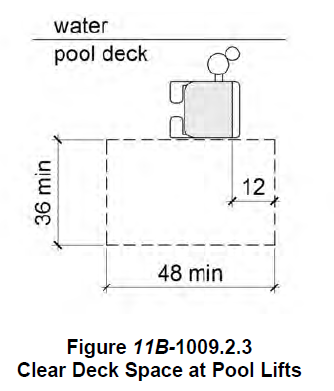 water
pool deck
36 min
12
48 min
Figure 11B-1009.2.3
Clear Deck Space at Pool Lifts